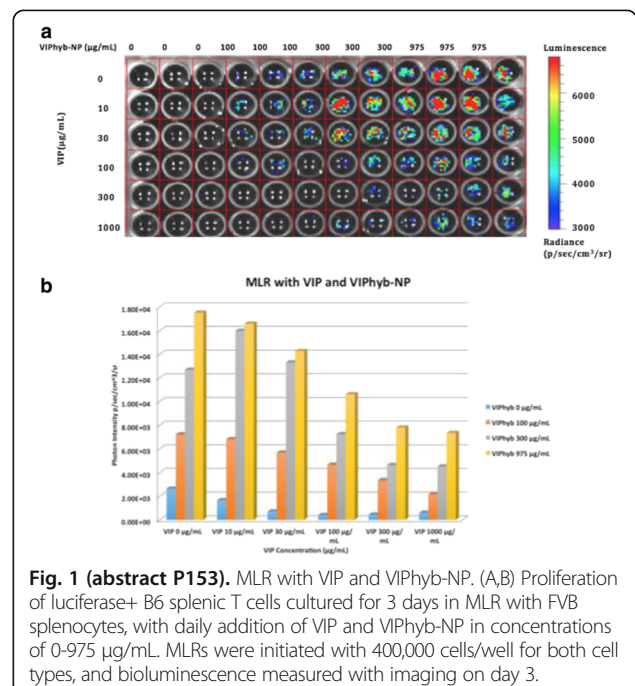 a
VIPhyb-NP (µg/mL) 0 0 0 100 100 100 300 300 300 975 975 975
Luminescence
0
10
30
100
300
1000
VIP (µg/mL)
6000
5000
4000
3000
Radiance
(p/sec/cm³/sr)
b
MLR with VIP and VIPhyb-NP
1.80E+04
1.60E+04
1.40E+04
1.20E+04
1.00E+04
8.00E+03
6.00E+03
4.00E+03
2.00E+03
0.00E+00
Photon Intensity p/sec/cm^3/sr
VIP 0 µg/mL VIP 10 µg/mL VIP 30 µg/mL VIP 100 µg/mL VIP 300 µg/mL VIP 1000 µg/mL
VIP Concentration (µg/mL)
VIPhyb 0 µg/mL
VIPhyb 100 µg/mL
VIPhyb 300 µg/mL
VIPhyb 975 µg/mL
Fig. 1 (abstract P153). MLR with VIP and VIPhyb-NP. (A,B) Proliferation
of luciferase+ B6 splenic T cells cultured for 3 days in MLR with FVB
splenocytes, with daily addition of VIP and VIPhyb-NP in concentrations
of 0-975 µg/mL. MLRs were initiated with 400,000 cells/well for both cell
types, and bioluminescence measured with imaging on day 3.